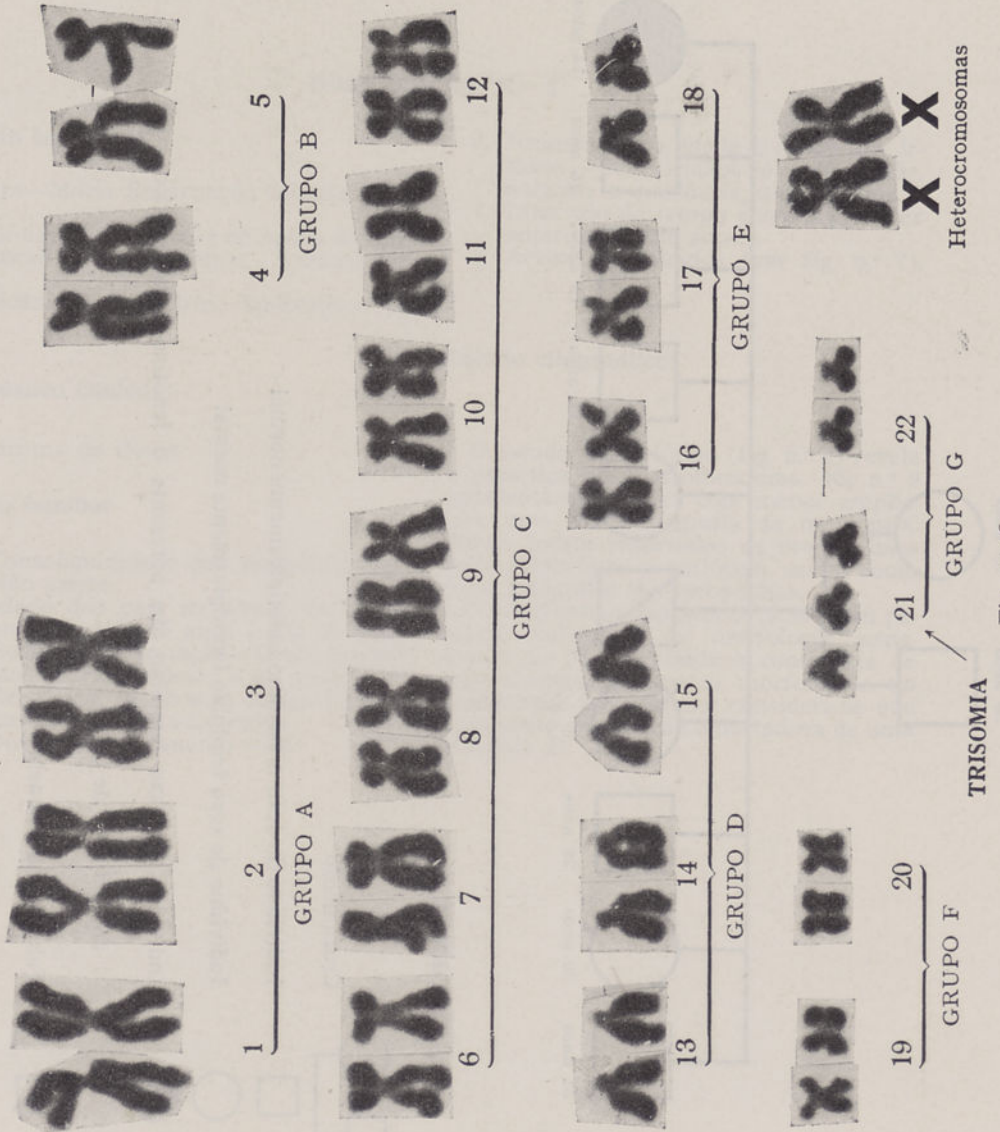 1 2 3
GRUPO A
4 5
GRUPO B
6 7 8 9 10 11 12
GRUPO C
13 14 15
GRUPO D
16 17 18
GRUPO E
19 20
GRUPO F
21 22
GRUPO G
TRISOMIA
X X
Heterocromosomas